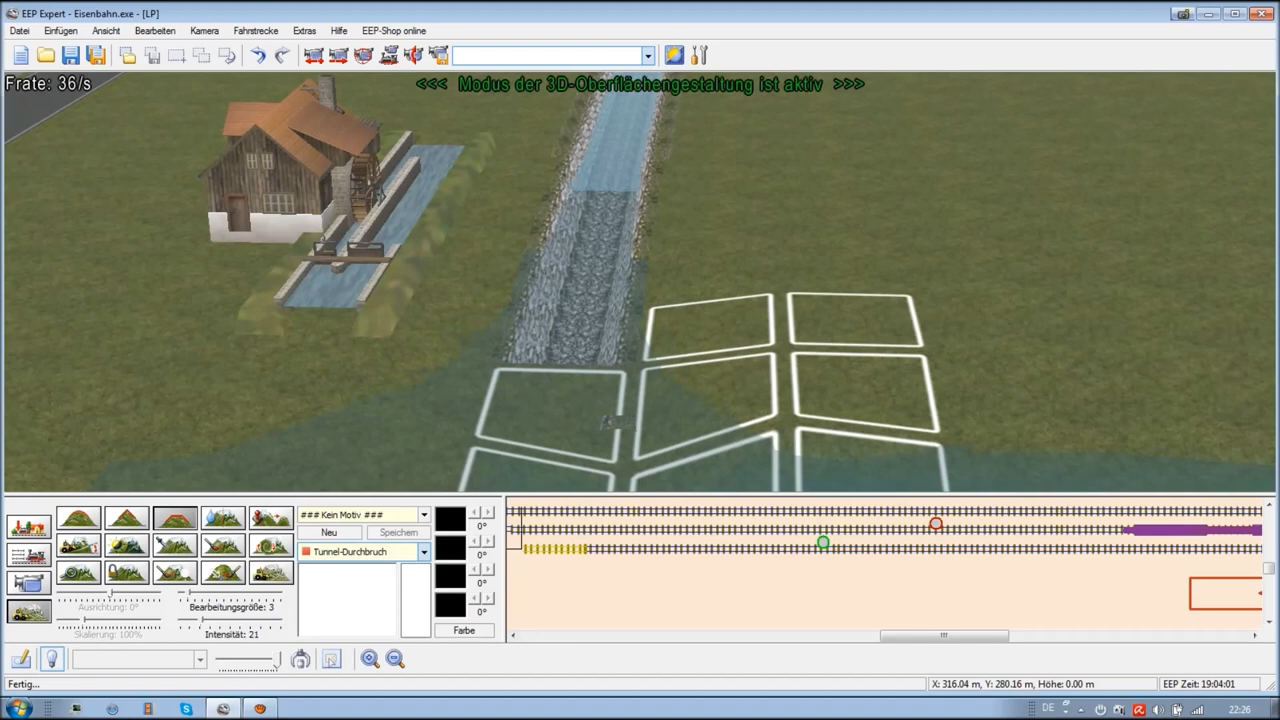 EEP Expert - Eisenbahn.exe - [LP]
Datei Einfügen Ansicht Bearbeiten Kamera Fahrstrecke Extras Hilfe EEP-Shop online
Frate: 36/s
<<< Modus der 3D-Oberflächengestaltung ist aktiv >>>
### Kein Motiv ###
0°
Neu Speichern
Tunnel-Durchbruch
0°
0°
Ausrichtung: 0° Bearbeitungsgröße: 3
0°
Skalierung: 100% Intensität: 21
Farbe
Fertig...
X: 316.04 m, Y: 280.16 m, Höhe: 0.00 m
EEP Zeit: 19:04:01
DE
22:26